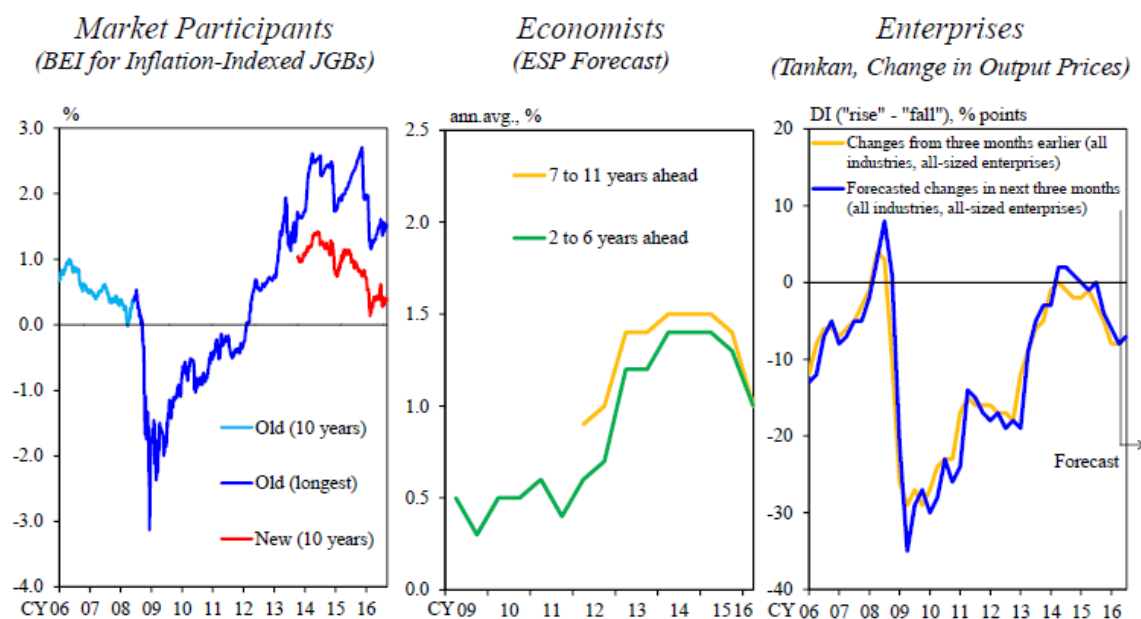 Market Participants
(BEI for Inflation-Indexed JGBs)
%
3.0
2.0
1.0
0.0
-1.0
-2.0
-3.0
-4.0
Old (10 years)
Old (longest)
New (10 years)
CY 06 07 08 09 10 11 12 13 14 15 16
Economists
(ESP Forecast)
ann.avg., %
2.5
2.0
1.5
1.0
0.5
0.0
7 to 11 years ahead
2 to 6 years ahead
CY 09 10 11 12 13 14 15 16
Enterprises
(Tankan, Change in Output Prices)
DI ("rise" - "fall"), % points
20
10
0
-10
-20
-30
-40
Changes from three months earlier (all
industries, all-sized enterprises)
Forecasted changes in next three months
(all industries, all-sized enterprises)
Forecast
CY 06 07 08 09 10 11 12 13 14 15 16